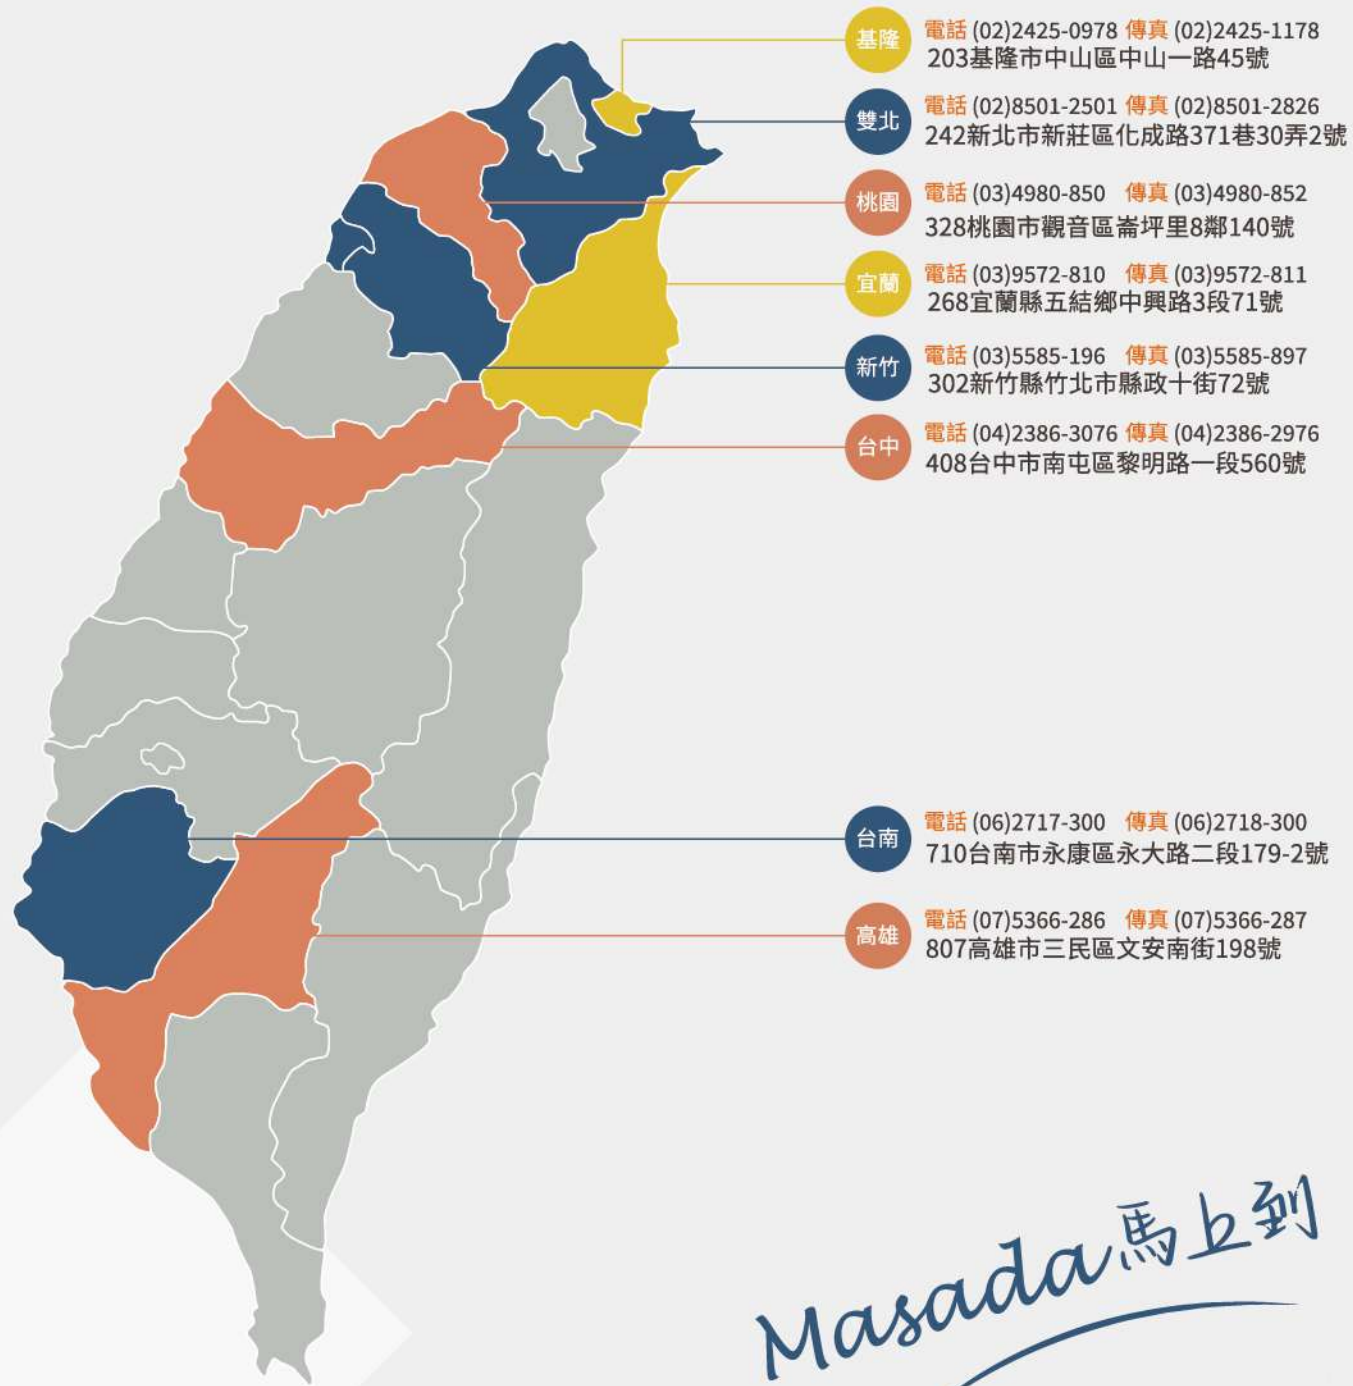 基隆
電話 (02)2425-0978 傳真 (02)2425-1178
203基隆市中山區中山一路45號
雙北
電話 (02)8501-2501 傳真 (02)8501-2826
242新北市新莊區化成路371巷30弄2號
桃園
電話 (03)4980-850 傳真 (03)4980-852
328桃園市觀音區崙坪里8鄰140號
宜蘭
電話 (03)9572-810 傳真 (03)9572-811
268宜蘭縣五結鄉中興路3段71號
新竹
電話 (03)5585-196 傳真 (03)5585-897
302新竹縣竹北市縣政十街72號
台中
電話 (04)2386-3076 傳真 (04)2386-2976
408台中市南屯區黎明路一段560號
台南
電話 (06)2717-300 傳真 (06)2718-300
710台南市永康區永大路二段179-2號
高雄
電話 (07)5366-286 傳真 (07)5366-287
807高雄市三民區文安南街198號
Masada馬上到